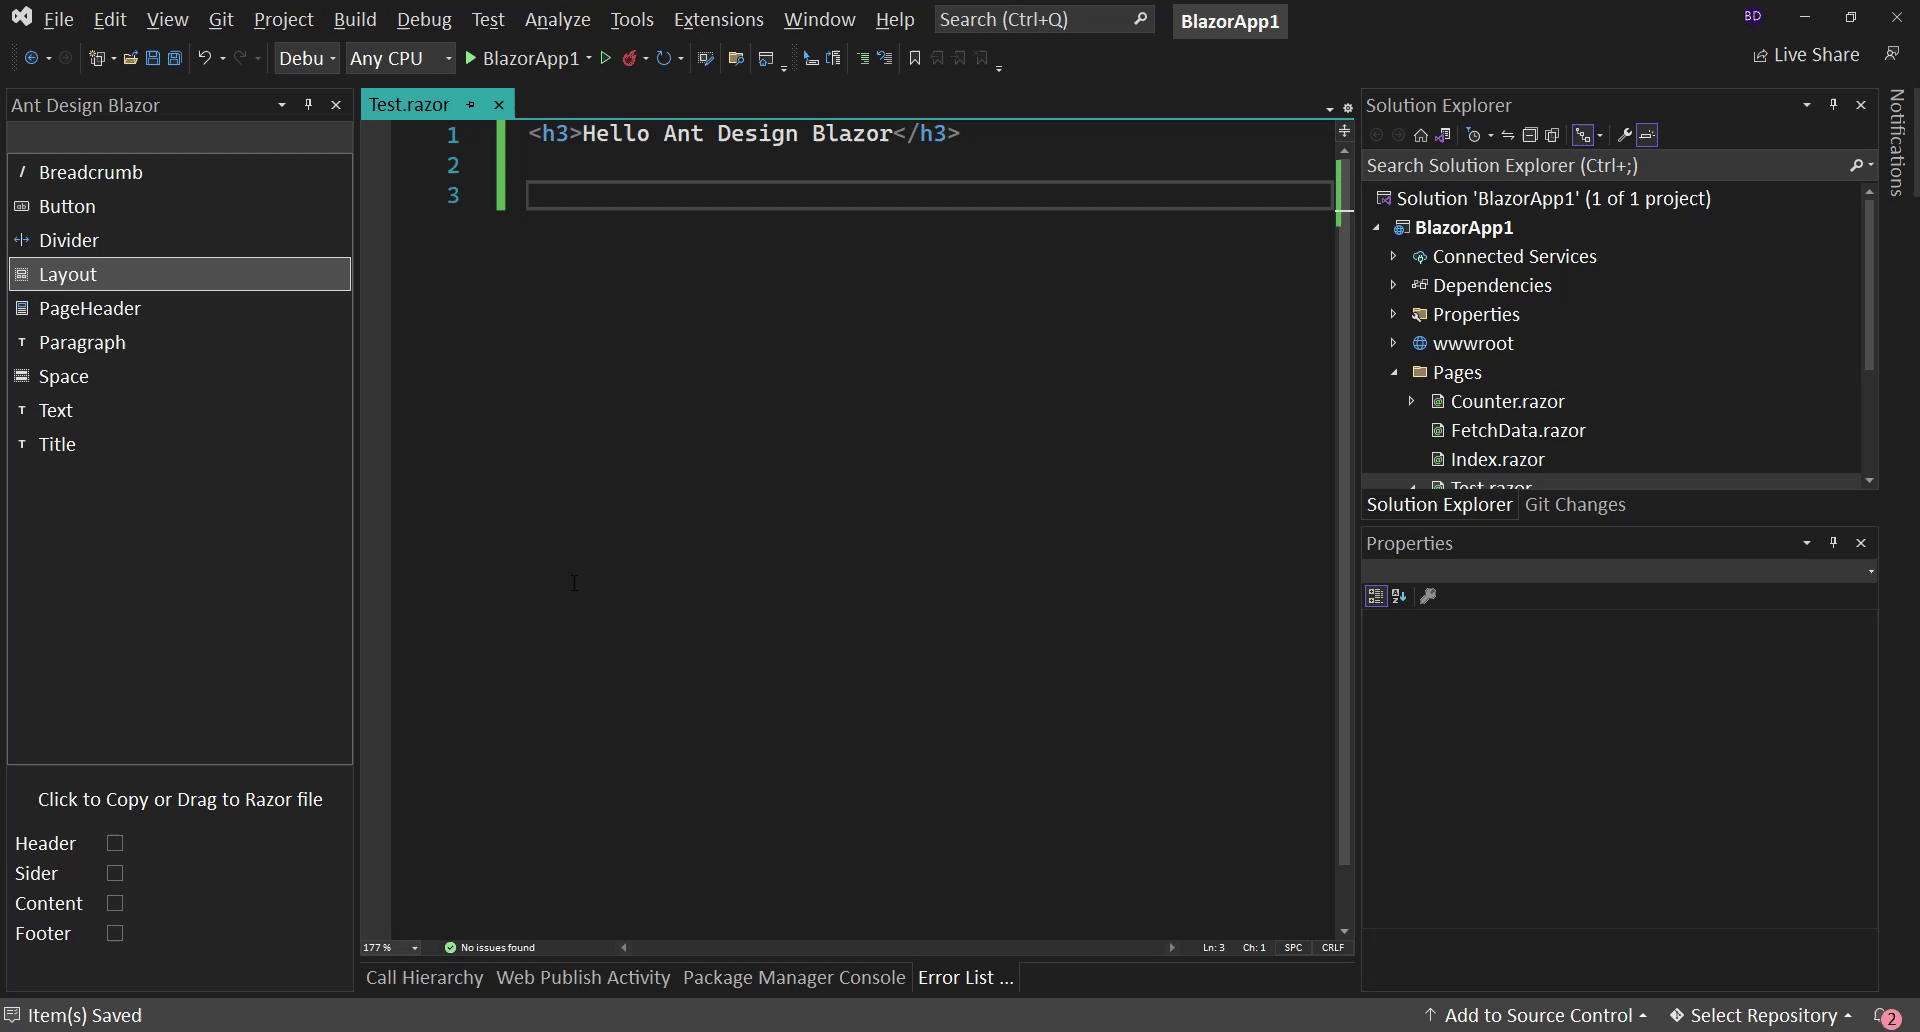 File Edit View Git Project Build Debug Test Analyze Tools Extensions Window Help Search (Ctrl+Q) BlazorApp1 BD
Debu Any CPU BlazorApp1 Live Share
Ant Design Blazor
Breadcrumb
Button
Divider
Layout
PageHeader
Paragraph
Space
Text
Title
Click to Copy or Drag to Razor file
Header
Sider
Content
Footer
Test.razor
1 <h3>Hello Ant Design Blazor</h3>
2
3
177 % No issues found Ln: 3 Ch: 1 SPC CRLF
Call Hierarchy Web Publish Activity Package Manager Console Error List ...
Solution Explorer
Search Solution Explorer (Ctrl+;)
Solution 'BlazorApp1' (1 of 1 project)
BlazorApp1
Connected Services
Dependencies
Properties
wwwroot
Pages
Counter.razor
FetchData.razor
Index.razor
Test.razor
Solution Explorer Git Changes
Properties
Notifications
Item(s) Saved Add to Source Control Select Repository 2